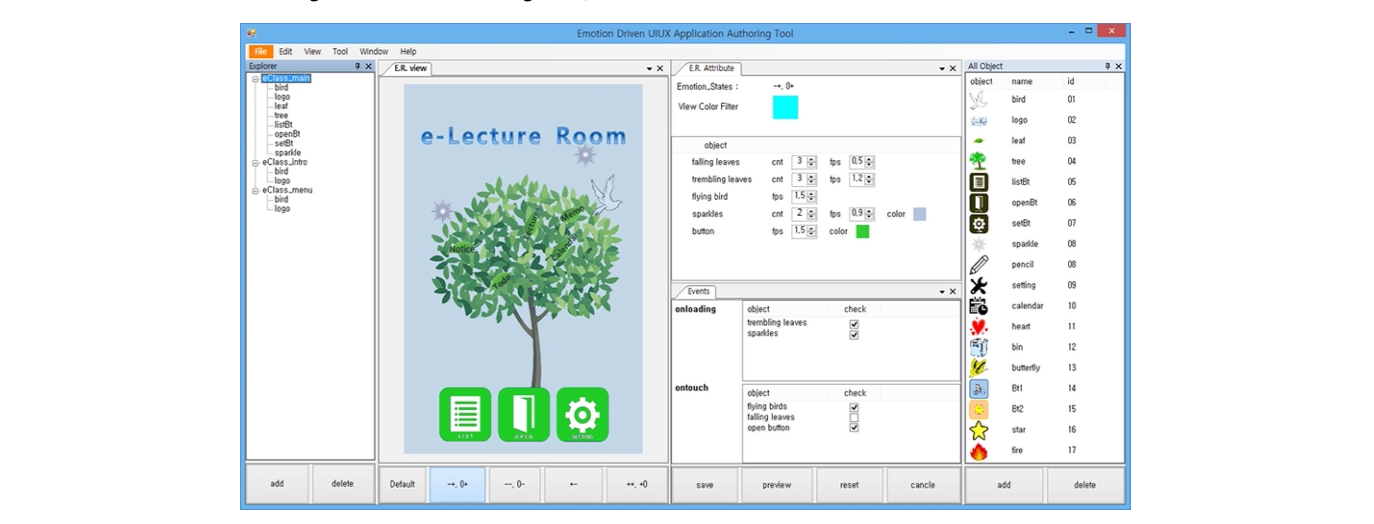 Emotion Driven UIUX Application Authoring Tool
File Edit View Tool Window Help
Explorer
eClass_main
bird
logo
leaf
tree
listBt
openBt
setBt
sparkle
eClass_intro
bird
logo
eClass_menu
bird
logo
add delete
E.R. view
e-Lecture Room
Lecture
Memo
Notice
Calendar
Todo
LIST OPEN SETTING
Default −+, 0+ −−, 0- +− ++, +0
E.R. Attribute
Emotion_States : −+, 0+
View Color Filter
object
falling leaves cnt 3 fps 0,5
trembling leaves cnt 3 fps 1,2
flying bird fps 1,5
sparkles cnt 2 fps 0,9 color
button fps 1,5 color
Events
onloading object check
trembling leaves
sparkles
ontouch object check
flying birds
falling leaves
open button
save preview reset cancle
All Object
object name id
bird 01
logo 02
leaf 03
tree 04
listBt 05
openBt 06
setBt 07
sparkle 08
pencil 08
setting 09
calendar 10
heart 11
bin 12
butterfly 13
Bt1 14
Bt2 15
star 16
fire 17
add delete